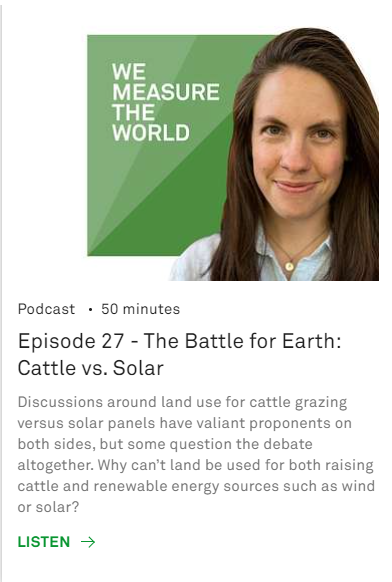 WE
MEASURE
THE
WORLD
Podcast • 50 minutes
Episode 27 - The Battle for Earth:
Cattle vs. Solar
Discussions around land use for cattle grazing
versus solar panels have valiant proponents on
both sides, but some question the debate
altogether. Why can't land be used for both raising
cattle and renewable energy sources such as wind
or solar?
LISTEN →